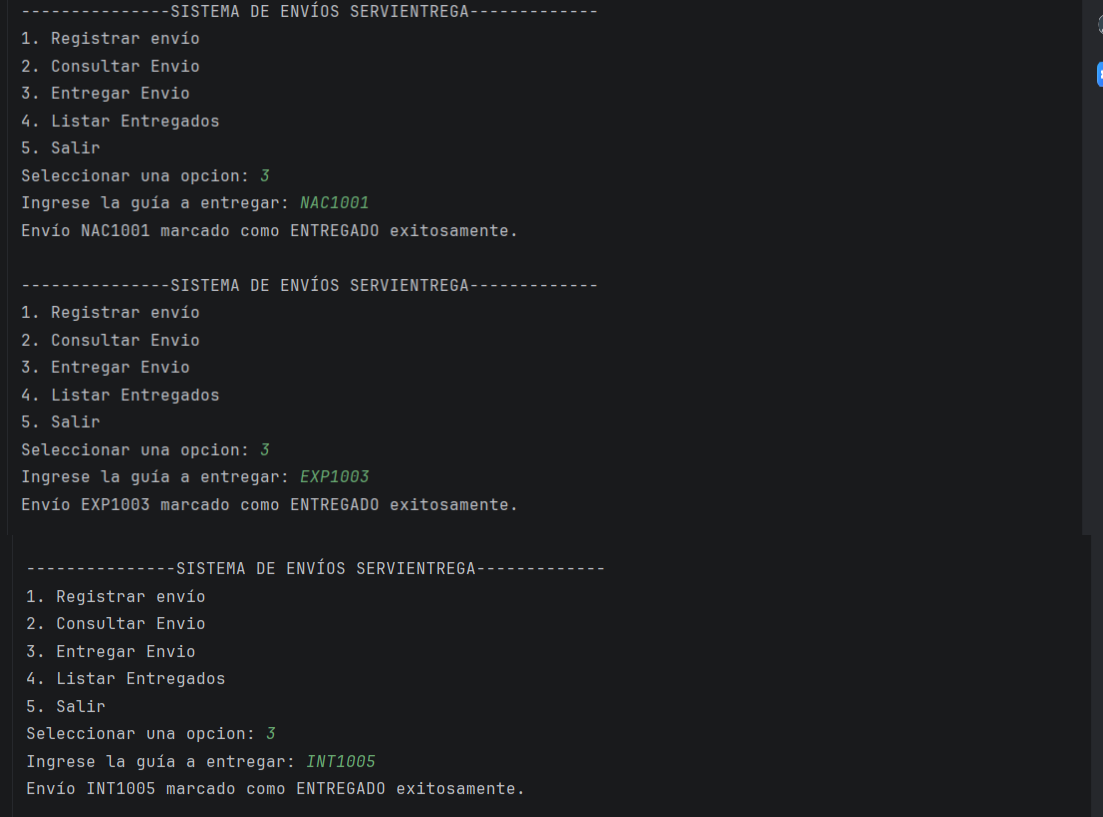 ---------------SISTEMA DE ENVÍOS SERVIENTREGA-------------
1. Registrar envío
2. Consultar Envio
3. Entregar Envio
4. Listar Entregados
5. Salir
Seleccionar una opcion: 3
Ingrese la guía a entregar: NAC1001
Envío NAC1001 marcado como ENTREGADO exitosamente.
---------------SISTEMA DE ENVÍOS SERVIENTREGA-------------
1. Registrar envío
2. Consultar Envio
3. Entregar Envio
4. Listar Entregados
5. Salir
Seleccionar una opcion: 3
Ingrese la guía a entregar: EXP1003
Envío EXP1003 marcado como ENTREGADO exitosamente.
---------------SISTEMA DE ENVÍOS SERVIENTREGA-------------
1. Registrar envío
2. Consultar Envio
3. Entregar Envio
4. Listar Entregados
5. Salir
Seleccionar una opcion: 3
Ingrese la guía a entregar: INT1005
Envío INT1005 marcado como ENTREGADO exitosamente.